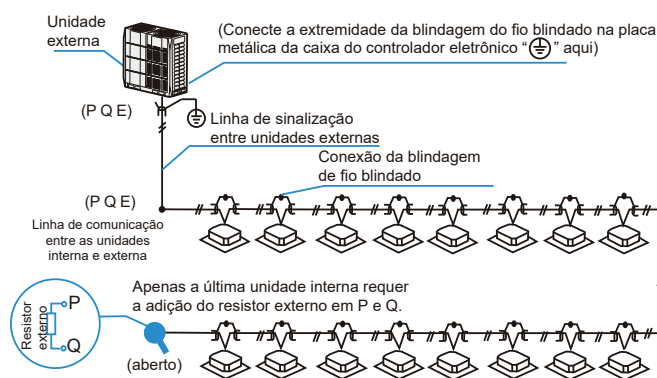 Unidade
externa
(Conecte a extremidade da blindagem do fio blindado na placa
metálica da caixa do controlador eletrônico “⏚” aqui)
(P Q E)
Linha de sinalização
entre unidades externas
Conexão da blindagem
de fio blindado
(P Q E)
Linha de comunicação
entre as unidades
interna e externa
Apenas a última unidade interna requer
a adição do resistor externo em P e Q.
Resistor
externo
P
Q
(aberto)